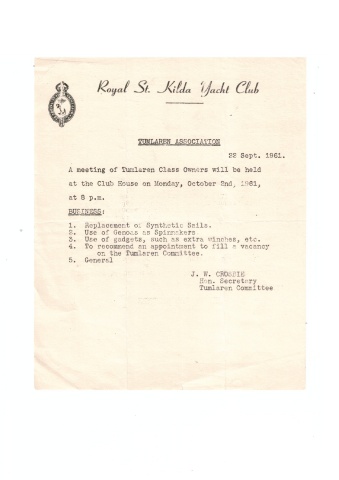 Royal St. Kilda Yacht Club
TUMLAREN ASSOCIATION
22 Sept. 1961.
A meeting of Tumlaren Class Owners will be held
at the Club House on Monday, October 2nd, 1961,
at 8 p.m.
BUSINESS:
1. Replacement of Synthetic Sails.
2. Use of Genoas as Spinnakers
3. Use of gadgets, such as extra winches, etc.
4. To recommend an appointment to fill a vacancy
on the Tumlaren Committee.
5. General
J. W. CROSBIE
Hon. Secretary
Tumlaren Committee